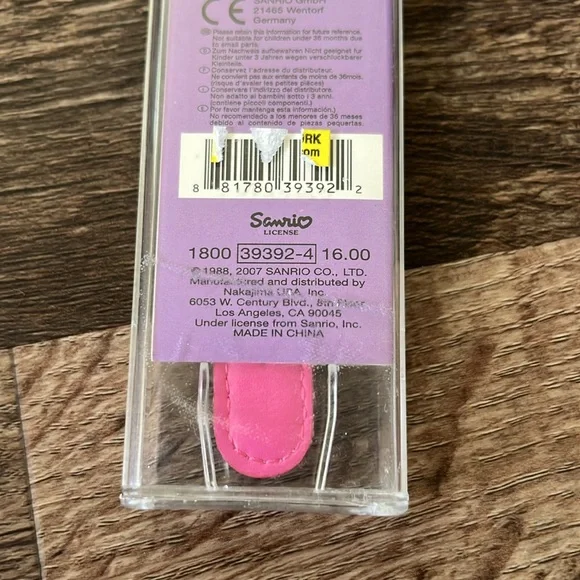 CE SANRIO GmbH
21465 Wentorf
Germany
Please retain this information for future reference.
Not suitable for children under 36 months due
to small parts.
Zum Nachweis aufbewahren Nicht geeignet für
Kinder unter 3 Jahren wegen verschluckbarer
Kleinteile.
Conservez l'adresse du distributeur.
Ne convient pas aux enfants de moins de 36mois.
(risque d'avaler les petites pièces)
Conservare l'indirizzo del distributore.
Non adatto ai bambini sotto i 3 anni.
(contiene piccoli componenti.)
Por favor mantenga esta información.
No recomendado a los menores de 36 meses
debido al contenido de piezas pequeñas.
RK
com
8 81780 39392 2
Sanrio
LICENSE
1800 39392-4 16.00
© 1988, 2007 SANRIO CO., LTD.
Manufactured and distributed by
Nakajima USA, Inc.
6053 W. Century Blvd., 8th Floor
Los Angeles, CA 90045
Under license from Sanrio, Inc.
MADE IN CHINA